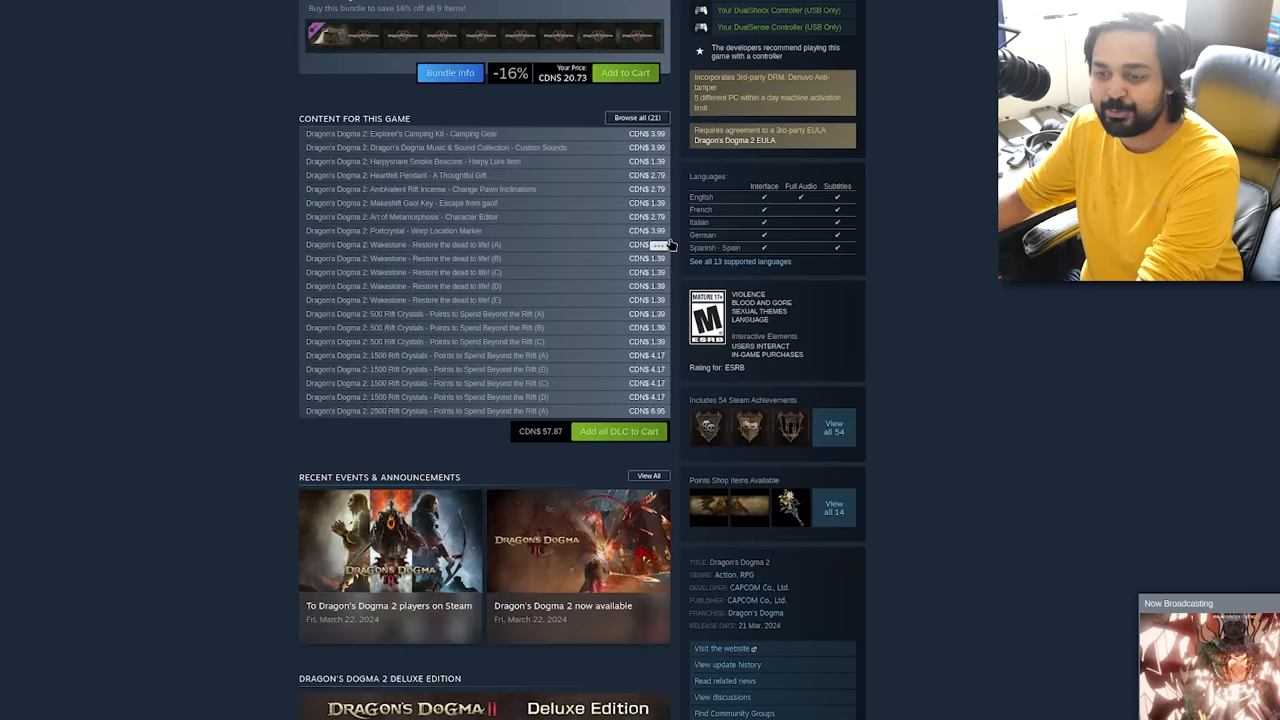 Buy this bundle to save 16% off all 9 items!
Bundle Info
-16%
Your Price:
CDN$ 20.73
Add to Cart
CONTENT FOR THIS GAME
Browse all (21)
Dragon's Dogma 2: Explorer's Camping Kit - Camping Gear CDN$ 3.99
Dragon's Dogma 2: Dragon's Dogma Music & Sound Collection - Custom Sounds CDN$ 3.99
Dragon's Dogma 2: Harpysnare Smoke Beacons - Harpy Lure Item CDN$ 1.39
Dragon's Dogma 2: Heartfelt Pendant - A Thoughtful Gift CDN$ 2.79
Dragon's Dogma 2: Ambivalent Rift Incense - Change Pawn Inclinations CDN$ 2.79
Dragon's Dogma 2: Makeshift Gaol Key - Escape from gaol! CDN$ 1.39
Dragon's Dogma 2: Art of Metamorphosis - Character Editor CDN$ 2.79
Dragon's Dogma 2: Portcrystal - Warp Location Marker CDN$ 3.99
Dragon's Dogma 2: Wakestone - Restore the dead to life! (A) CDN$
Dragon's Dogma 2: Wakestone - Restore the dead to life! (B) CDN$ 1.39
Dragon's Dogma 2: Wakestone - Restore the dead to life! (C) CDN$ 1.39
Dragon's Dogma 2: Wakestone - Restore the dead to life! (D) CDN$ 1.39
Dragon's Dogma 2: Wakestone - Restore the dead to life! (E) CDN$ 1.39
Dragon's Dogma 2: 500 Rift Crystals - Points to Spend Beyond the Rift (A) CDN$ 1.39
Dragon's Dogma 2: 500 Rift Crystals - Points to Spend Beyond the Rift (B) CDN$ 1.39
Dragon's Dogma 2: 500 Rift Crystals - Points to Spend Beyond the Rift (C) CDN$ 1.39
Dragon's Dogma 2: 1500 Rift Crystals - Points to Spend Beyond the Rift (A) CDN$ 4.17
Dragon's Dogma 2: 1500 Rift Crystals - Points to Spend Beyond the Rift (B) CDN$ 4.17
Dragon's Dogma 2: 1500 Rift Crystals - Points to Spend Beyond the Rift (C) CDN$ 4.17
Dragon's Dogma 2: 1500 Rift Crystals - Points to Spend Beyond the Rift (D) CDN$ 4.17
Dragon's Dogma 2: 2500 Rift Crystals - Points to Spend Beyond the Rift (A) CDN$ 6.95
CDN$ 57.87
Add all DLC to Cart
RECENT EVENTS & ANNOUNCEMENTS
View All
DRAGON'S DOGMA II
DRAGON'S DOGMA
To Dragon's Dogma 2 players on Steam
Fri, March 22, 2024
Dragon's Dogma 2 now available
Fri, March 22, 2024
DRAGON'S DOGMA 2 DELUXE EDITION
DRAGON'S DOGMA II Deluxe Edition
Your DualShock Controller (USB Only)
Your DualSense Controller (USB Only)
The developers recommend playing this
game with a controller
Incorporates 3rd-party DRM: Denuvo Anti-
tamper
5 different PC within a day machine activation
limit
Requires agreement to a 3rd-party EULA
Dragon's Dogma 2 EULA
Languages:
Interface Full Audio Subtitles
English ✔ ✔ ✔
French ✔ ✔
Italian ✔ ✔
German ✔ ✔
Spanish - Spain ✔ ✔
See all 13 supported languages
MATURE 17+
M
ESRB
VIOLENCE
BLOOD AND GORE
SEXUAL THEMES
LANGUAGE
Interactive Elements
USERS INTERACT
IN-GAME PURCHASES
Rating for: ESRB
Includes 54 Steam Achievements
View
all 54
Points Shop Items Available
View
all 14
TITLE: Dragon's Dogma 2
GENRE: Action, RPG
DEVELOPER: CAPCOM Co., Ltd.
PUBLISHER: CAPCOM Co., Ltd.
FRANCHISE: Dragon's Dogma
RELEASE DATE: 21 Mar, 2024
Visit the website
View update history
Read related news
View discussions
Find Community Groups
Now Broadcasting